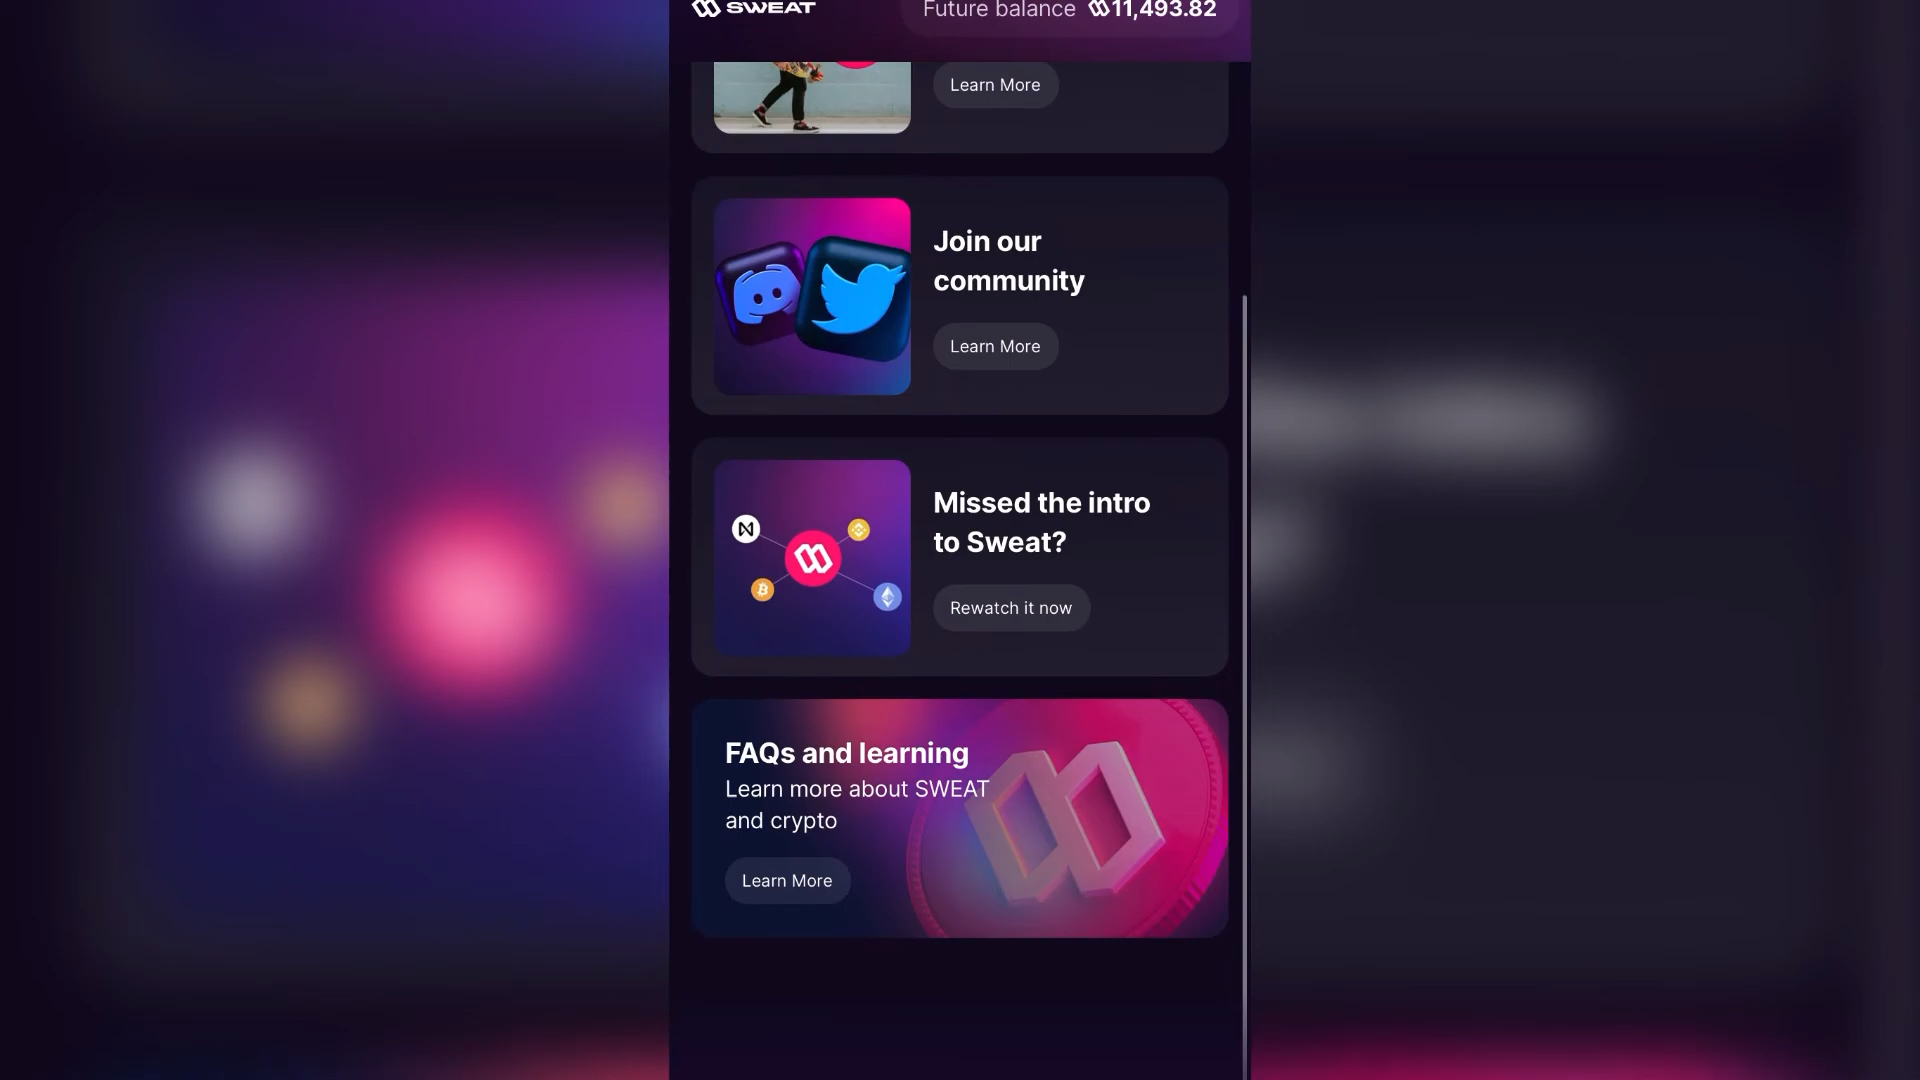 SWEAT
Future balance 11,493.82
Learn More
Join our
community
Learn More
Missed the intro
to Sweat?
Rewatch it now
FAQs and learning
Learn more about SWEAT
and crypto
Learn More